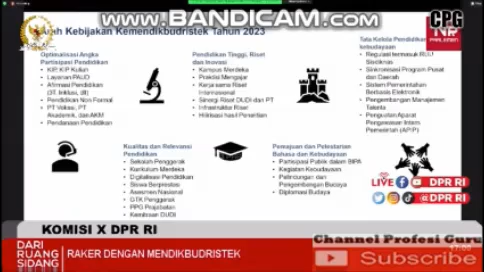 WWW.BANDICAM.COM
Arah Kebijakan Kemendikbudristek Tahun 2023
CPG
TVR
PARLEMEN
Optimalisasi Angka
Partisipasi Pendidikan
• KIP, KIP Kuliah
• Layanan PAUD
• Afirmasi Pendidikan
(3T, Inklusi, dll)
• Pendidikan Non Formal
• PT Vokasi, PT
Akademik, dan AKM
• Pendanaan Pendidikan
Pendidikan Tinggi, Riset
dan Inovasi
• Kampus Merdeka
• Praktisi Mengajar
• Kerja sama Riset
Internasional
• Sinergi Riset DUDI dan PT
• Infrastruktur Riset
• Hilirisasi hasil Penelitian
Tata Kelola Pendidikan
kebudayaan
• Regulasi termasuk RUU
Sisdiknas
• Sinkronisasi Program Pusat
dan Daerah
• Sistem Pemerintahan
Berbasis Elektronik
• Pengembangan Manajemen
Talenta
• Penguatan Aparat
Pengawasan Intern
Pemerintah (APIP)
Kualitas dan Relevansi
Pendidikan
• Sekolah Penggerak
• Kurikulum Merdeka
• Digitalisasi Pendidikan
• Siswa Berprestasi
• Asesmen Nasional
• GTK Penggerak
• PPG Prajabatan
• Kemitraan DUDI
Pemajuan dan Pelestarian
Bahasa dan Kebudayaan
• Partisipasi Publik dalam BIPA
• Kegiatan Kebudayaan
• Pelindungan dan
Pengembangan Budaya
• Diplomasi Budaya
LIVE DPR RI
DPR RI
KOMISI X DPR RI
Channel Profesi Guru
DARI
RUANG
SIDANG
RAKER DENGAN MENDIKBUDRISTEK
Subscribe